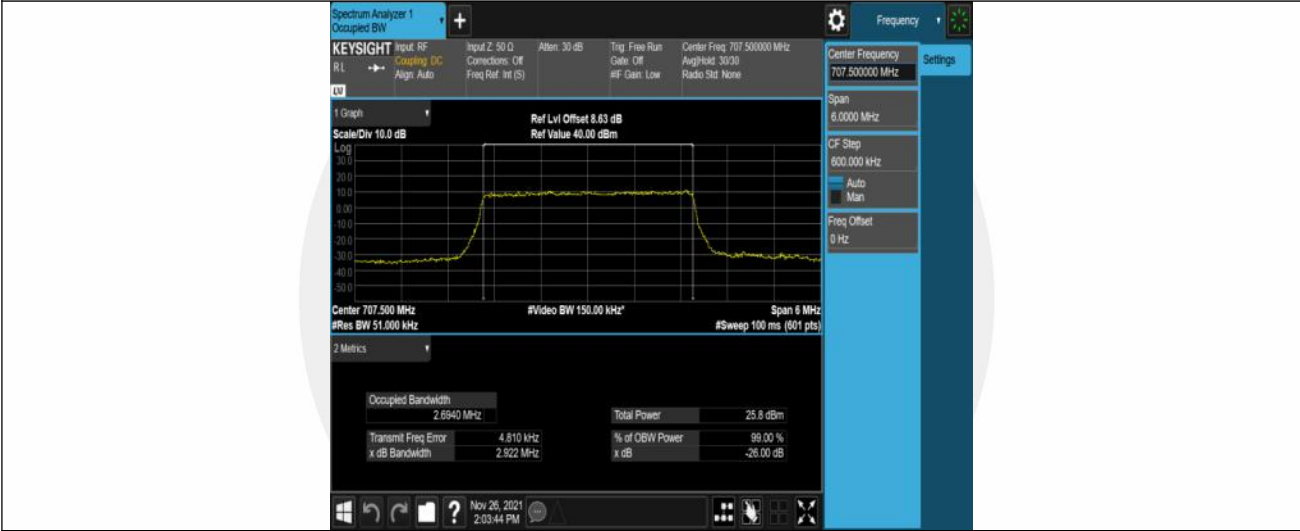 Spectrum Analyzer 1
Occupied BW
Frequency
KEYSIGHT
RL
LV
Input: RF
Coupling: DC
Align: Auto
Input Z: 50 Ω
Corrections: Off
Freq Ref: Int (S)
Atten: 30 dB
Trig: Free Run
Gate: Off
#IF Gain: Low
Center Freq: 707.500000 MHz
Avg|Hold: 30/30
Radio Std: None
Center Frequency
707.500000 MHz
Settings
Span
6.0000 MHz
CF Step
600.000 kHz
Auto
Man
Freq Offset
0 Hz
1 Graph
Ref Lvl Offset 8.63 dB
Scale/Div 10.0 dB
Ref Value 40.00 dBm
Log
30.0
20.0
10.0
0.00
-10.0
-20.0
-30.0
-40.0
-50.0
Center 707.500 MHz
#Video BW 150.00 kHz*
Span 6 MHz
#Res BW 51.000 kHz
#Sweep 100 ms (601 pts)
2 Metrics
Occupied Bandwidth
2.6940 MHz
Total Power 25.8 dBm
Transmit Freq Error 4.810 kHz
% of OBW Power 99.00 %
x dB Bandwidth 2.922 MHz
x dB -26.00 dB
?
Nov 26, 2021
2:03:44 PM